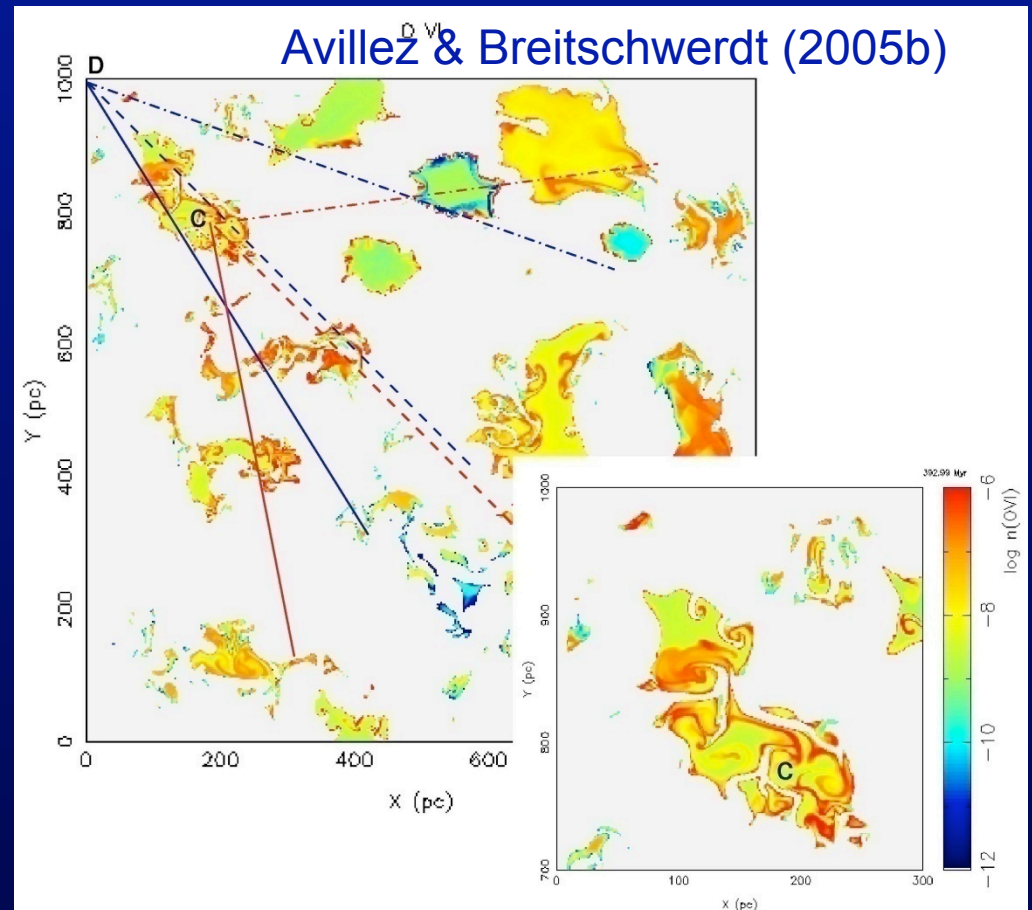 O VI
Avillez & Breitschwerdt (2005b)
D
C
1000
800
600
400
200
0
Y (pc)
0 200 400 600
X (pc)
392.99 Myr
1000
900
800
700
Y (pc)
C
0 100 200 300
X (pc)
−6
−8
−10
−12
log n(OVI)